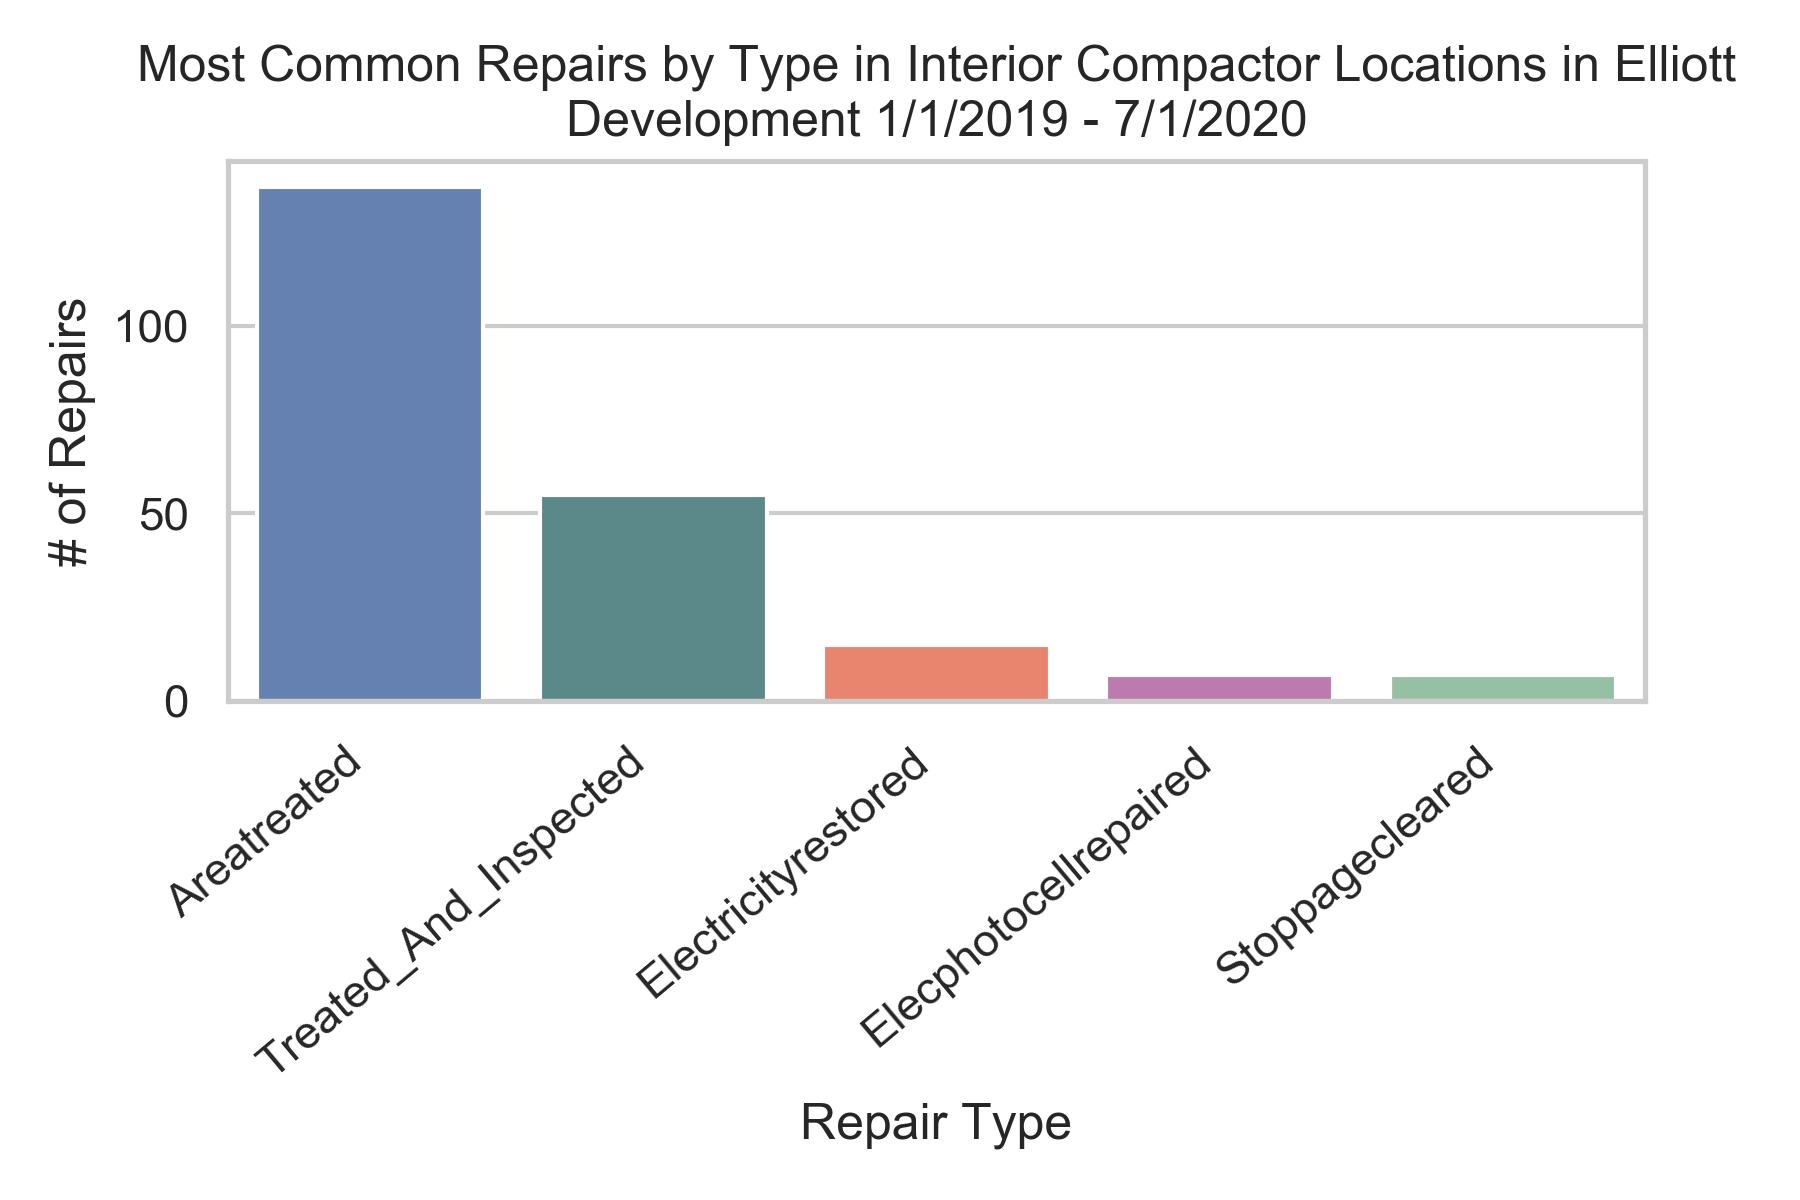 Most Common Repairs by Type in Interior Compactor Locations in Elliott
Development 1/1/2019 - 7/1/2020
# of Repairs
100
50
0
Areatreated
Treated_And_Inspected
Electricityrestored
Elecphotocellrepaired
Stoppagecleared
Repair Type